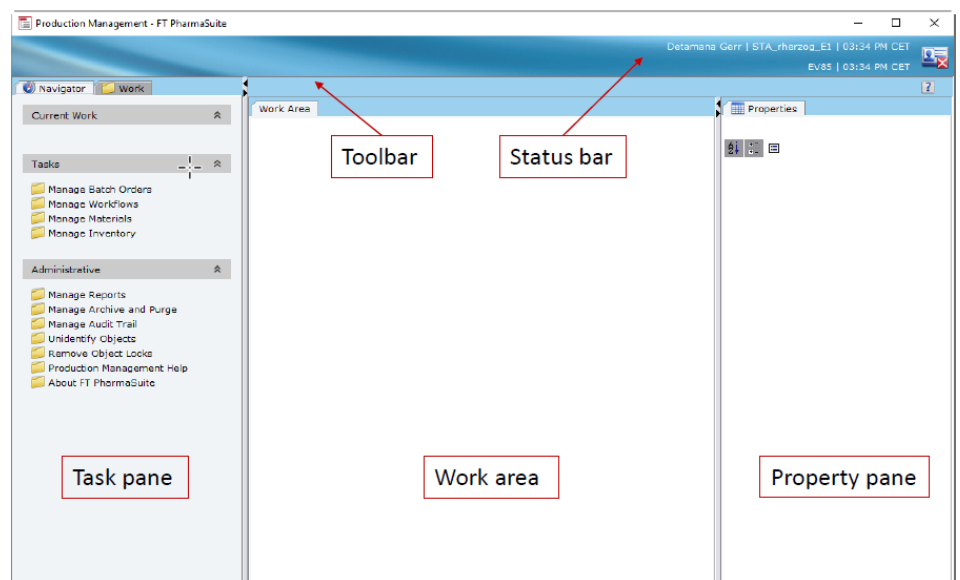 Production Management - FT PharmaSuite
Detamana Gerr | STA_rherzog_E1 | 03:34 PM CET
EV85 | 03:34 PM CET
Navigator
Work
?
Current Work
Work Area
Properties
Toolbar
Status bar
Tasks
Manage Batch Orders
Manage Workflows
Manage Materials
Manage Inventory
Administrative
Manage Reports
Manage Archive and Purge
Manage Audit Trail
Unidentify Objects
Remove Object Locks
Production Management Help
About FT PharmaSuite
Task pane
Work area
Property pane